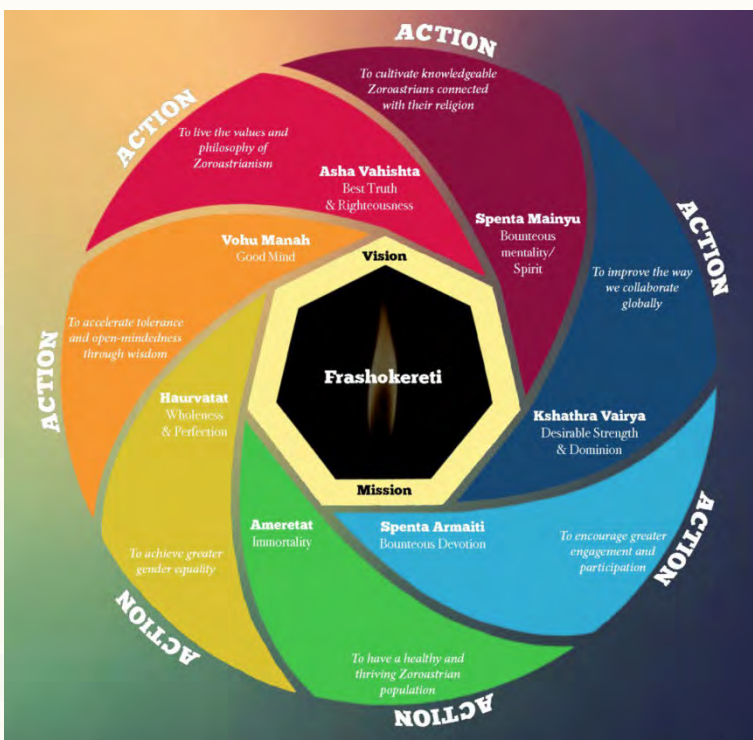 ACTION
To cultivate knowledgeable
Zoroastrians connected
with their religion
Spenta Mainyu
Bounteous
mentality/
Spirit
ACTION
To improve the way
we collaborate
globally
Kshathra Vairya
Desirable Strength
& Dominion
ACTION
To encourage greater
engagement and
participation
Spenta Armaiti
Bounteous Devotion
ACTION
To have a healthy and
thriving Zoroastrian
population
Ameretat
Immortality
ACTION
To achieve greater
gender equality
Haurvatat
Wholeness
& Perfection
ACTION
To accelerate tolerance
and open-mindedness
through wisdom
Vohu Manah
Good Mind
ACTION
To live the values and
philosophy of
Zoroastrianism
Asha Vahishta
Best Truth
& Righteousness
Vision
Frashokereti
Mission